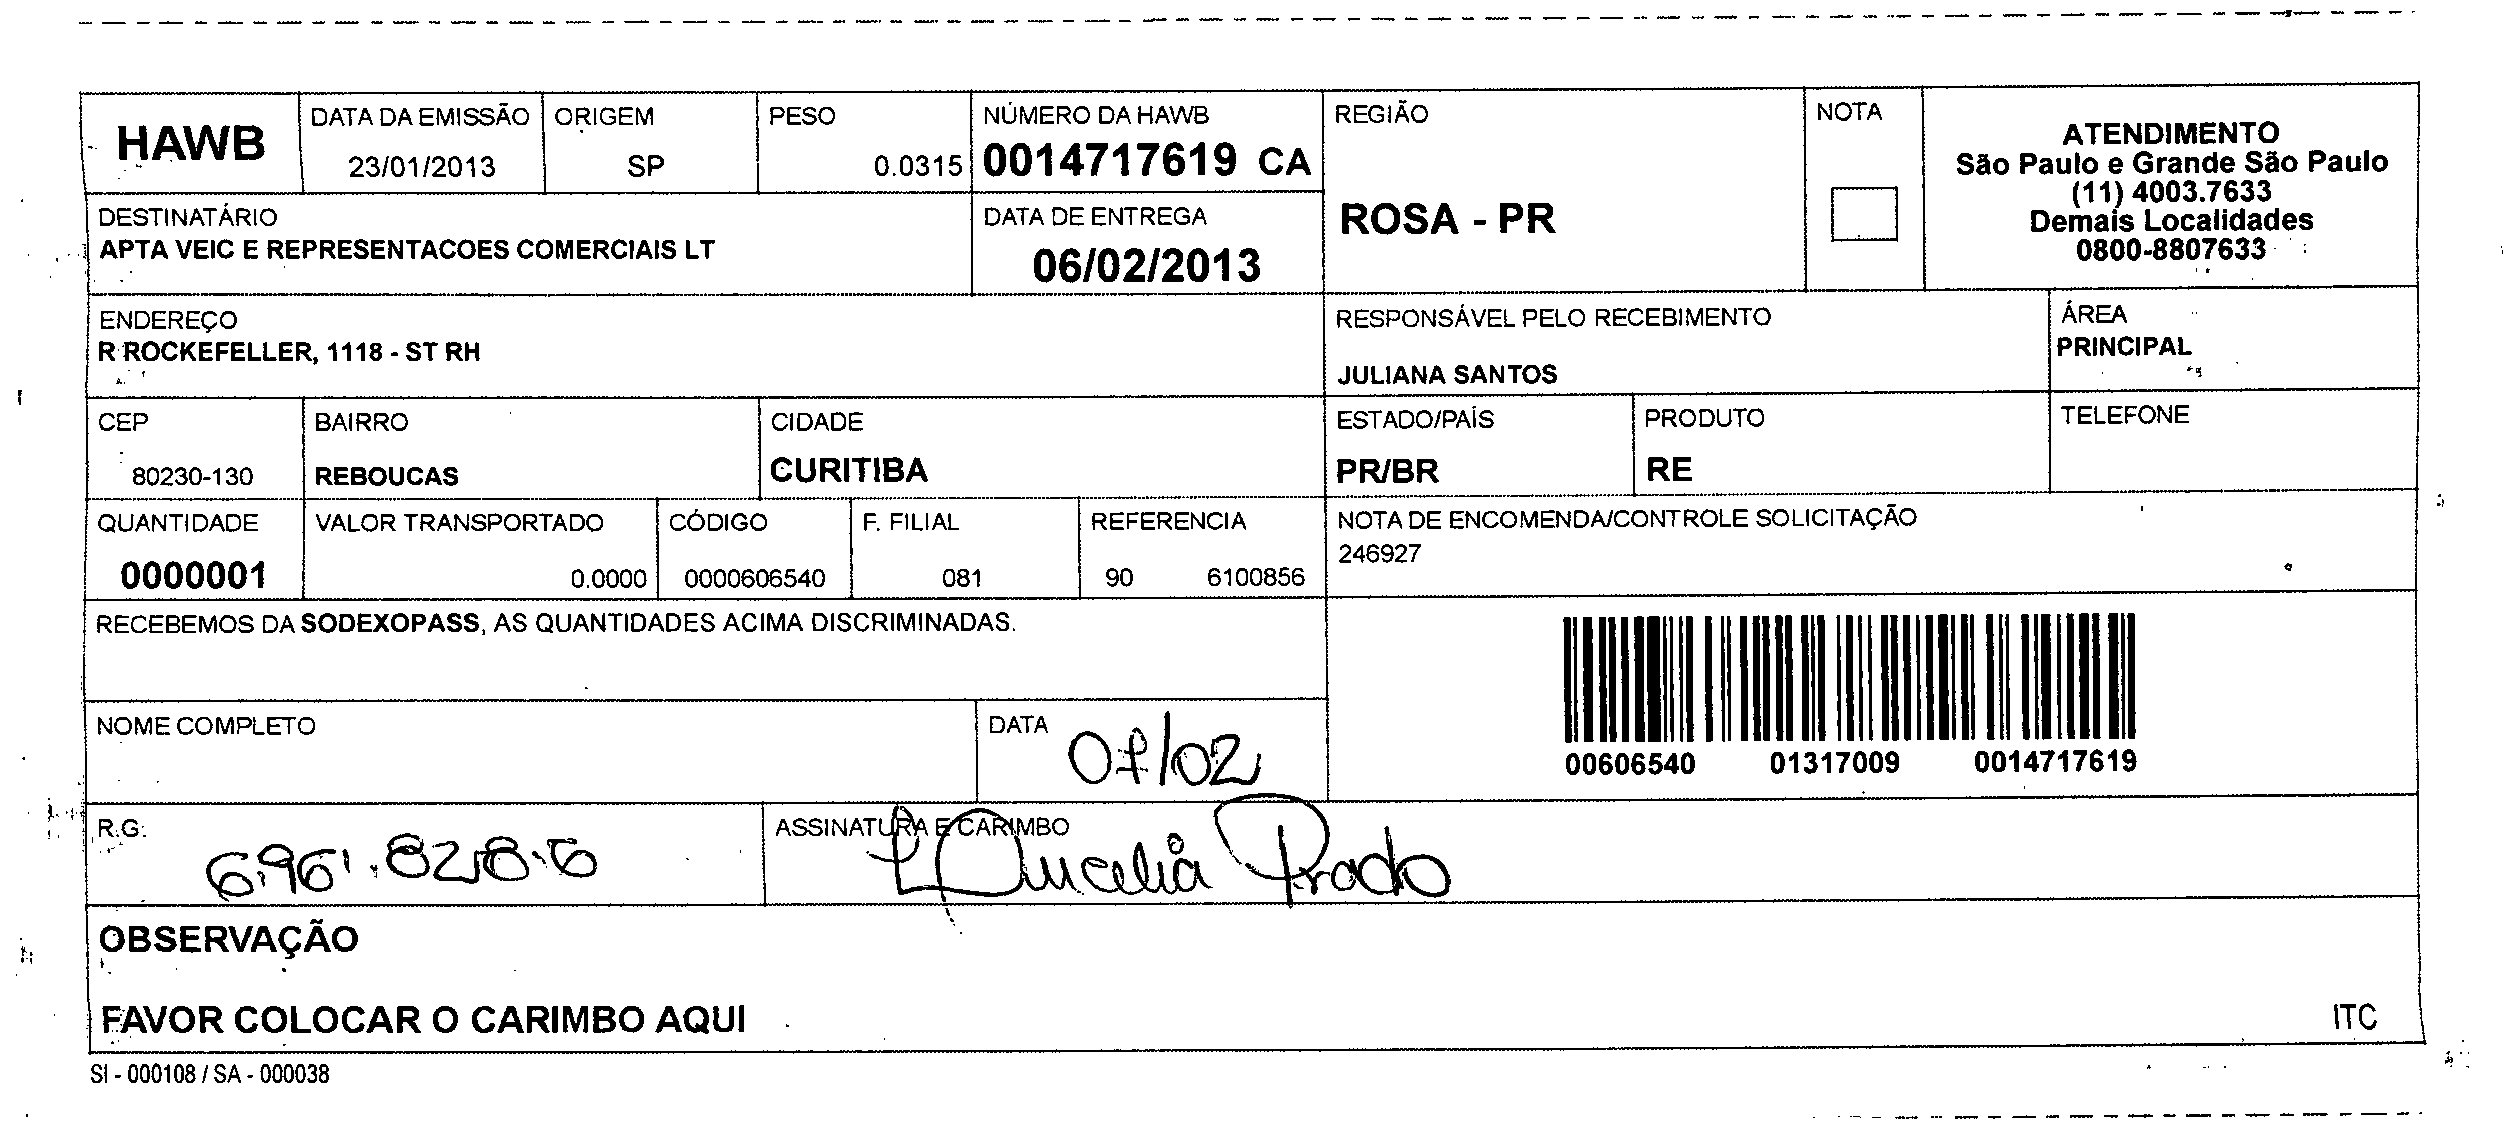 HAWB
DATA DA EMISSÃO
23/01/2013
ORIGEM
SP
PESO
0.0315
NÚMERO DA HAWB
0014717619 CA
REGIÃO
ROSA - PR
NOTA
ATENDIMENTO
São Paulo e Grande São Paulo
(11) 4003.7633
Demais Localidades
0800-8807633
DESTINATÁRIO
APTA VEIC E REPRESENTACOES COMERCIAIS LT
DATA DE ENTREGA
06/02/2013
ENDEREÇO
R ROCKEFELLER, 1118 - ST RH
RESPONSÁVEL PELO RECEBIMENTO
JULIANA SANTOS
ÁREA
PRINCIPAL
CEP
80230-130
BAIRRO
REBOUCAS
CIDADE
CURITIBA
ESTADO/PAÍS
PR/BR
PRODUTO
RE
TELEFONE
QUANTIDADE
0000001
VALOR TRANSPORTADO
0.0000
CÓDIGO
0000606540
F. FILIAL
081
REFERENCIA
90 6100856
NOTA DE ENCOMENDA/CONTROLE SOLICITAÇÃO
246927
RECEBEMOS DA SODEXOPASS, AS QUANTIDADES ACIMA DISCRIMINADAS.
00606540 01317009 0014717619
NOME COMPLETO
DATA
07/02
R.G.
ASSINATURA E CARIMBO
Prado
OBSERVAÇÃO
FAVOR COLOCAR O CARIMBO AQUI
ITC
SI - 000108 / SA - 000038